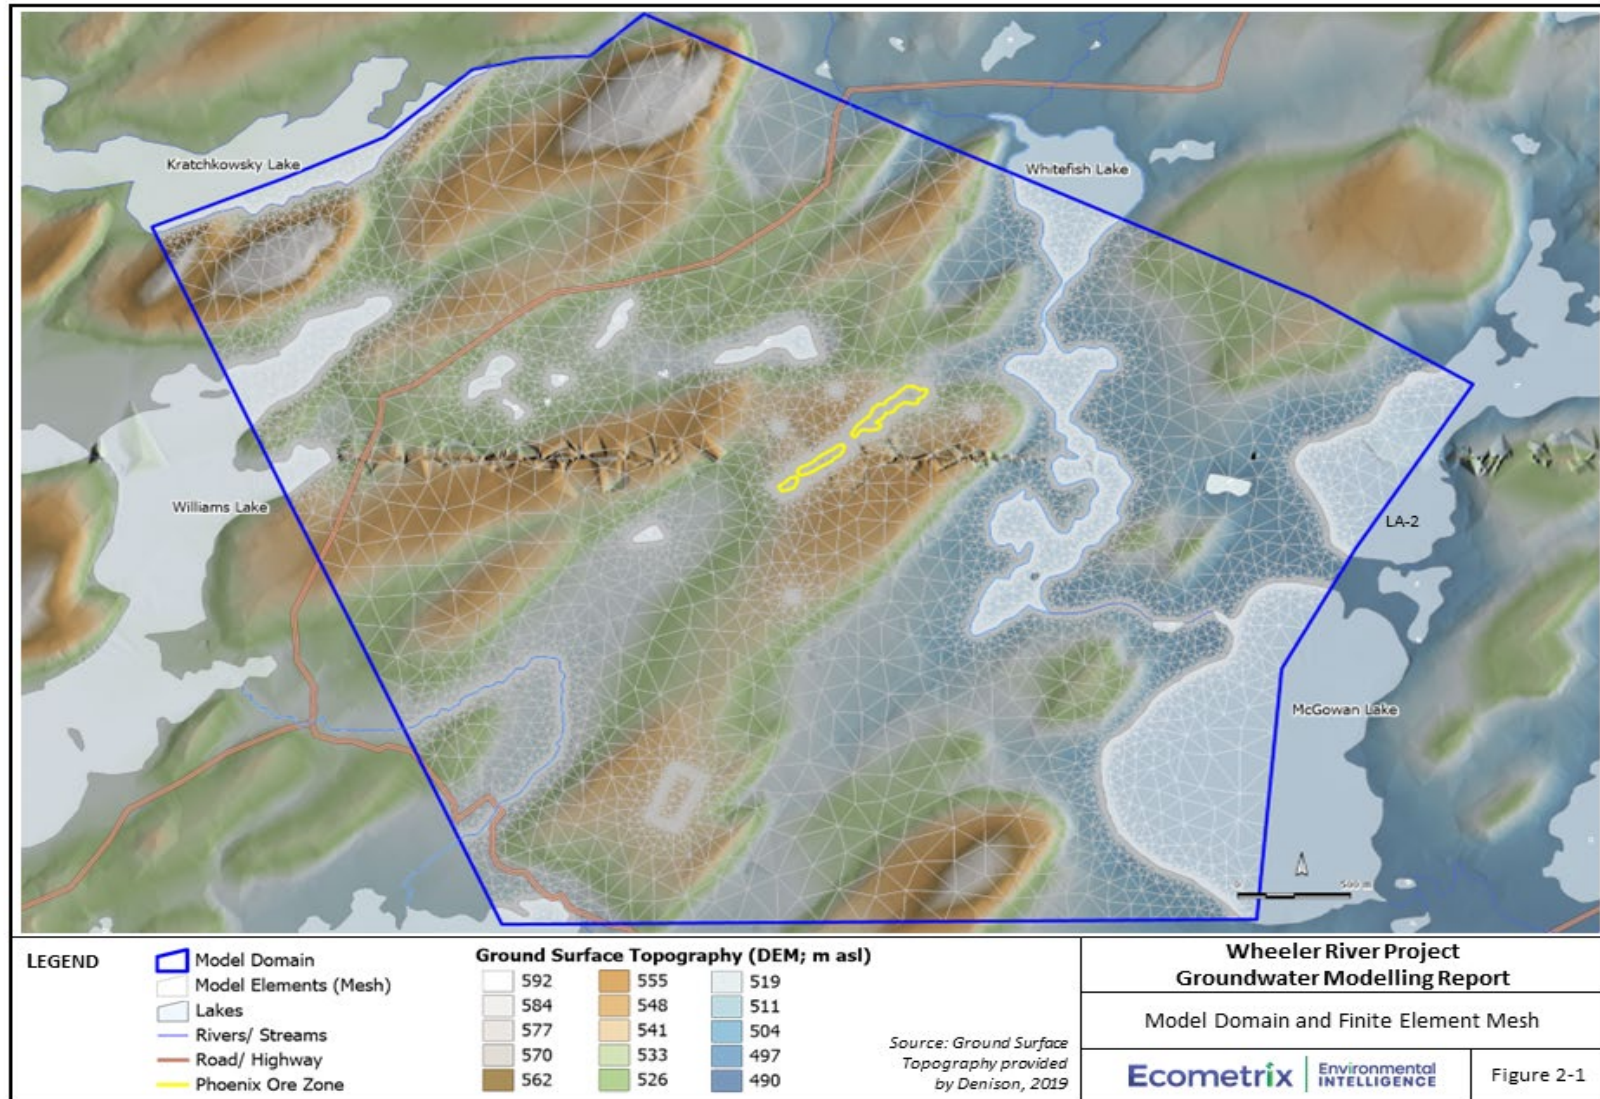 Kratchkowsky Lake
Whitefish Lake
Williams Lake
LA-2
McGowan Lake
0 500 m
LEGEND
Model Domain
Model Elements (Mesh)
Lakes
Rivers/ Streams
Road/ Highway
Phoenix Ore Zone
Ground Surface Topography (DEM; m asl)
592 555 519
584 548 511
577 541 504
570 533 497
562 526 490
Source: Ground Surface
Topography provided
by Denison, 2019
Wheeler River Project
Groundwater Modelling Report
Model Domain and Finite Element Mesh
Ecometrix
Environmental
INTELLIGENCE
Figure 2-1